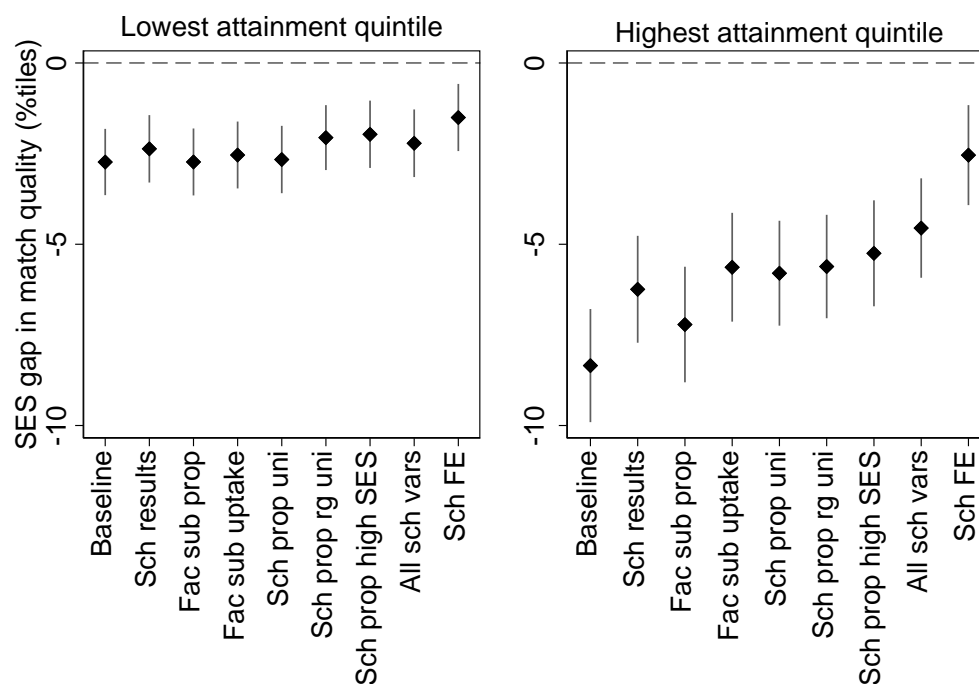 Lowest attainment quintile
SES gap in match quality (%tiles)
0
-5
-10
Baseline
Sch results
Fac sub prop
Fac sub uptake
Sch prop uni
Sch prop rg uni
Sch prop high SES
All sch vars
Sch FE
Highest attainment quintile
0
-5
-10
Baseline
Sch results
Fac sub prop
Fac sub uptake
Sch prop uni
Sch prop rg uni
Sch prop high SES
All sch vars
Sch FE